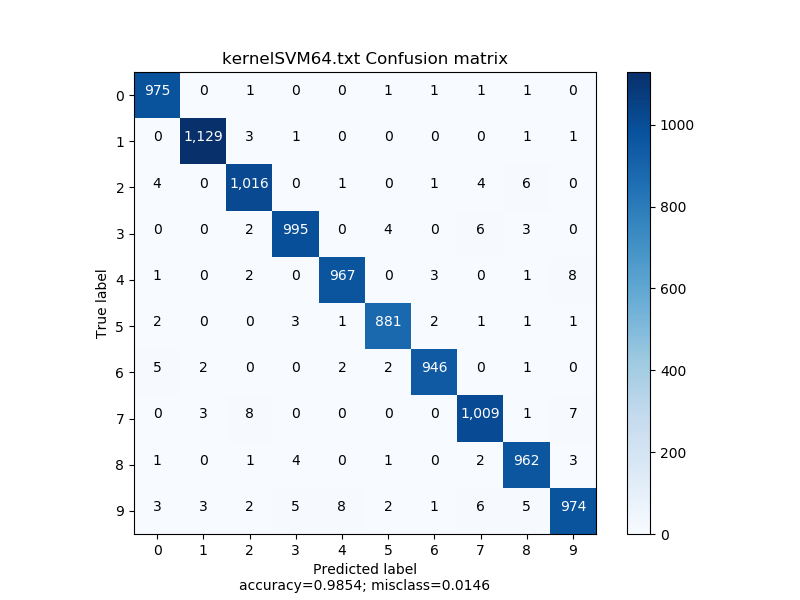 kernelSVM64.txt Confusion matrix
0 975 0 1 0 0 1 1 1 1 0
1 0 1,129 3 1 0 0 0 0 1 1
2 4 0 1,016 0 1 0 1 4 6 0
3 0 0 2 995 0 4 0 6 3 0
4 1 0 2 0 967 0 3 0 1 8
5 2 0 0 3 1 881 2 1 1 1
6 5 2 0 0 2 2 946 0 1 0
7 0 3 8 0 0 0 0 1,009 1 7
8 1 0 1 4 0 1 0 2 962 3
9 3 3 2 5 8 2 1 6 5 974
0 1 2 3 4 5 6 7 8 9
True label
Predicted label
accuracy=0.9854; misclass=0.0146
1000
800
600
400
200
0